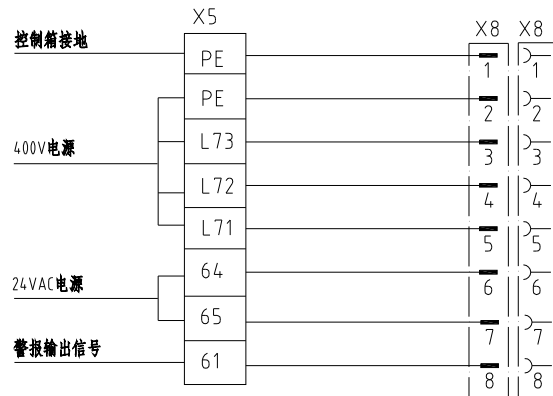 X5 X8 X8
控制箱接地 PE 1 1
PE 2 2
400V电源 L73 3 3
L72 4 4
L71 5 5
24VAC电源 64 6 6
65 7 7
警报输出信号 61 8 8